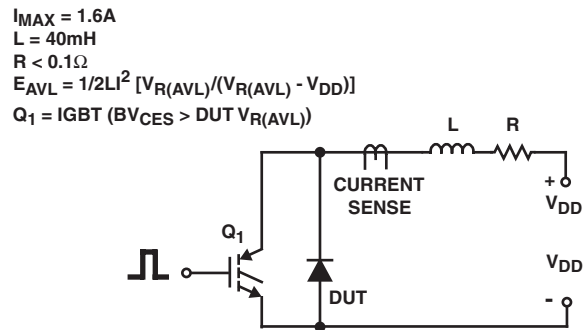 IMAX = 1.6A
L = 40mH
R < 0.1Ω
EAVL = 1/2LI² [VR(AVL)/(VR(AVL) - VDD)]
Q1 = IGBT (BVCES > DUT VR(AVL))
L R
CURRENT
SENSE
+
VDD
Q1
VDD
DUT
-